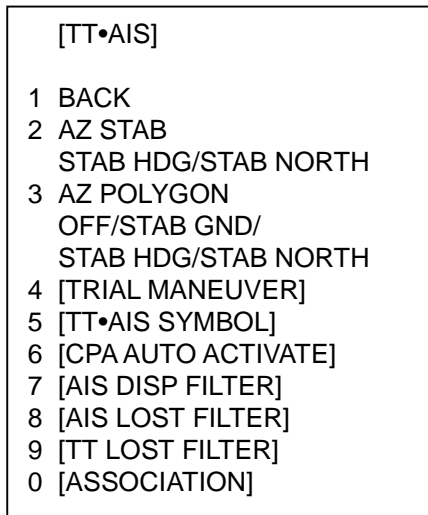 [TT•AIS]
1 BACK
2 AZ STAB
STAB HDG/STAB NORTH
3 AZ POLYGON
OFF/STAB GND/
STAB HDG/STAB NORTH
4 [TRIAL MANEUVER]
5 [TT•AIS SYMBOL]
6 [CPA AUTO ACTIVATE]
7 [AIS DISP FILTER]
8 [AIS LOST FILTER]
9 [TT LOST FILTER]
0 [ASSOCIATION]